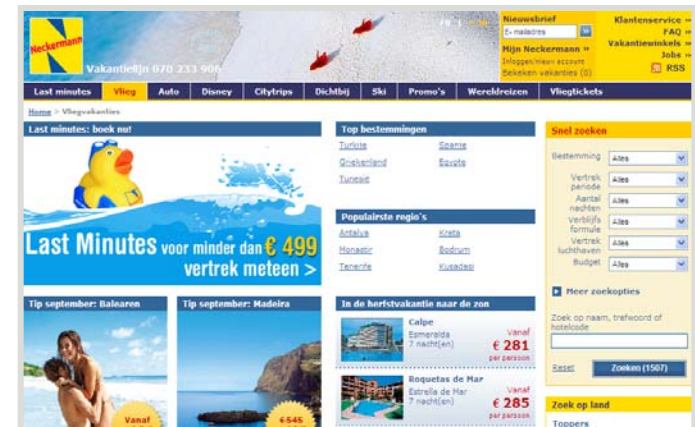 Neckermann
Vakantielijn 070 233 906
Nieuwsbrief
E-mailadres
Mijn Neckermann »
Inloggen/nieuw account
Bekeken vakanties (0)
Klantenservice »
FAQ »
Vakantiewinkels »
Jobs »
RSS
Last minutes
Vlieg
Auto
Disney
Citytrips
Dichtbij
Ski
Promo's
Wereldreizen
Vliegtickets
Home > Vliegvakanties
Last minutes: boek nu!
Last Minutes voor minder dan € 499
vertrek meteen >
Top bestemmingen
Turkije Spanje
Griekenland Egypte
Tunesië
Populairste regio's
Antalya Kreta
Monastir Bodrum
Tenerife Kusadasi
Tip september: Balearen
Vanaf
Tip september: Madeira
€ 545
In de herfstvakantie naar de zon
Calpe
Esmeralda
7 nacht(en)
Vanaf
€ 281
per persoon
Roquetas de Mar
Estrella de Mar
7 nacht(en)
Vanaf
€ 285
per persoon
Snel zoeken
Bestemming Alles
Vertrek
periode
Alles
Aantal
nachten
Alles
Verblijfs
formule
Alles
Vertrek
luchthaven
Alles
Budget Alles
Meer zoekopties
Zoek op naam, trefwoord of
hotelcode
Reset
Zoeken (1507)
Zoek op land
Toppers